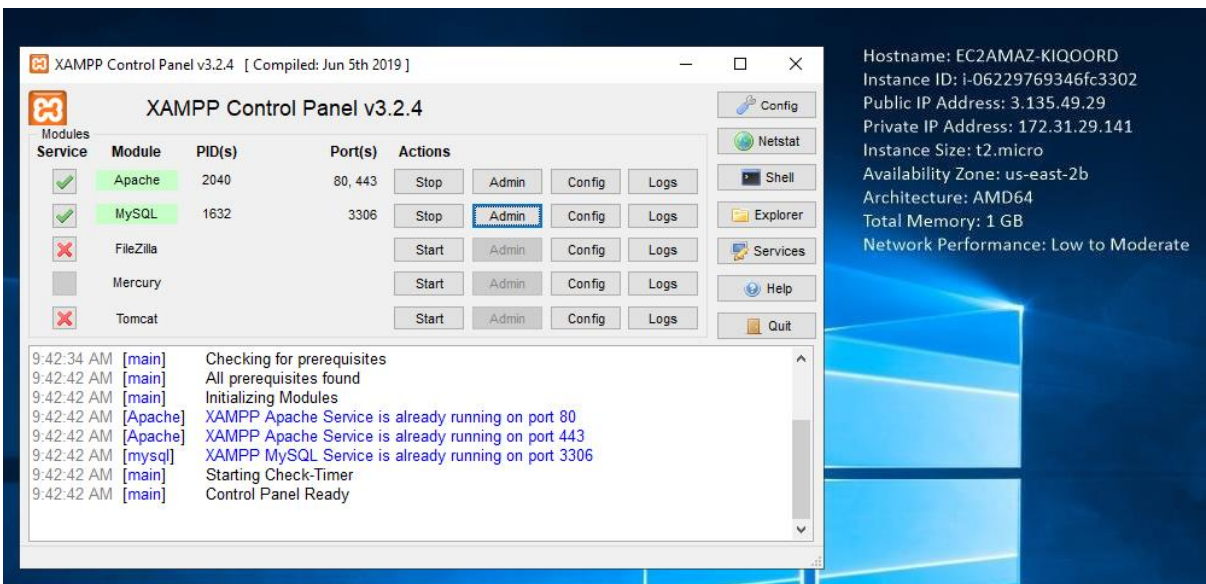 XAMPP Control Panel v3.2.4 [ Compiled: Jun 5th 2019 ]
XAMPP Control Panel v3.2.4
Modules
Service Module PID(s) Port(s) Actions
Apache 2040 80, 443 Stop Admin Config Logs
MySQL 1632 3306 Stop Admin Config Logs
FileZilla Start Admin Config Logs
Mercury Start Admin Config Logs
Tomcat Start Admin Config Logs
Config
Netstat
Shell
Explorer
Services
Help
Quit
9:42:34 AM [main] Checking for prerequisites
9:42:42 AM [main] All prerequisites found
9:42:42 AM [main] Initializing Modules
9:42:42 AM [Apache] XAMPP Apache Service is already running on port 80
9:42:42 AM [Apache] XAMPP Apache Service is already running on port 443
9:42:42 AM [mysql] XAMPP MySQL Service is already running on port 3306
9:42:42 AM [main] Starting Check-Timer
9:42:42 AM [main] Control Panel Ready
Hostname: EC2AMAZ-KIQOORD
Instance ID: i-06229769346fc3302
Public IP Address: 3.135.49.29
Private IP Address: 172.31.29.141
Instance Size: t2.micro
Availability Zone: us-east-2b
Architecture: AMD64
Total Memory: 1 GB
Network Performance: Low to Moderate